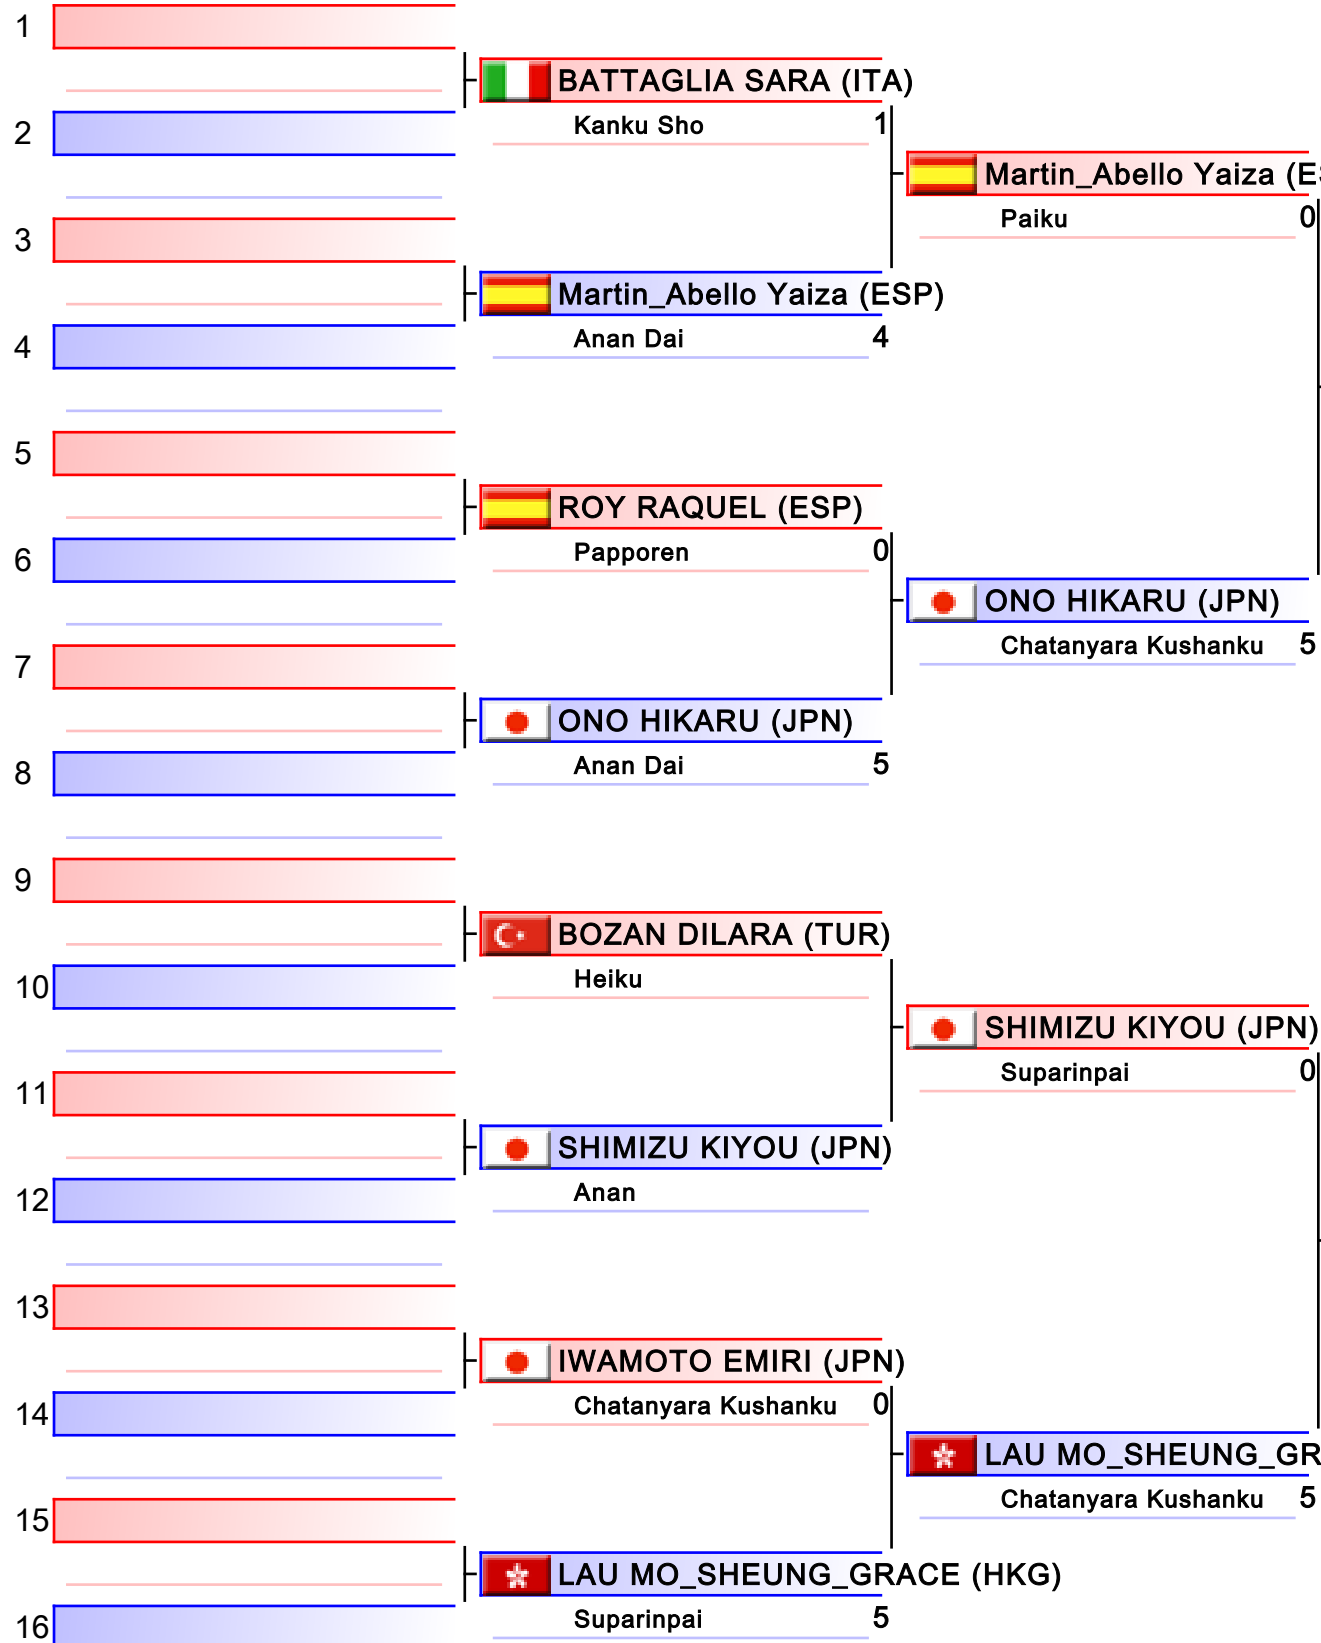 1
BATTAGLIA SARA (ITA)
Kanku Sho 1
2
Martin_Abello Yaiza (E
Paiku 0
3
Martin_Abello Yaiza (ESP)
Anan Dai 4
4
5
ROY RAQUEL (ESP)
Papporen 0
6
ONO HIKARU (JPN)
Chatanyara Kushanku 5
7
ONO HIKARU (JPN)
Anan Dai 5
8
9
BOZAN DILARA (TUR)
Heiku
10
SHIMIZU KIYOU (JPN)
Suparinpai 0
11
SHIMIZU KIYOU (JPN)
Anan
12
13
IWAMOTO EMIRI (JPN)
Chatanyara Kushanku 0
14
LAU MO_SHEUNG_GR
Chatanyara Kushanku 5
15
LAU MO_SHEUNG_GRACE (HKG)
Suparinpai 5
16